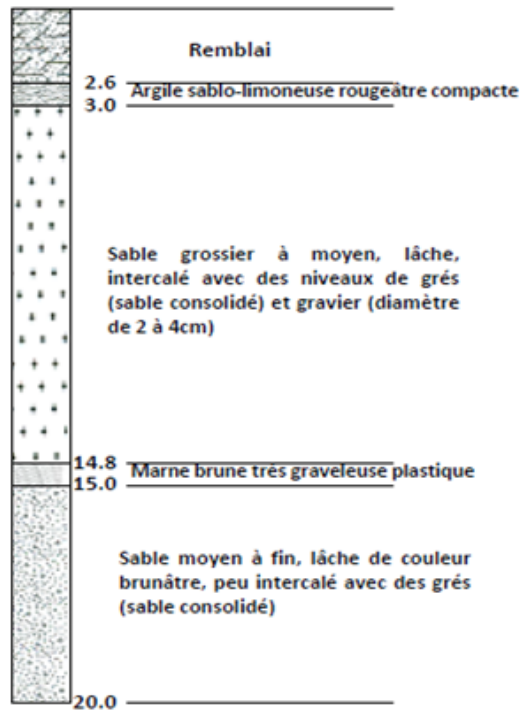 Remblai
2.6 Argile sablo-limoneuse rougeâtre compacte
3.0
Sable grossier à moyen, lâche,
intercalé avec des niveaux de grés
(sable consolidé) et gravier (diamètre
de 2 à 4cm)
14.8 Marne brune très graveleuse plastique
15.0
Sable moyen à fin, lâche de couleur
brunâtre, peu intercalé avec des grés
(sable consolidé)
20.0